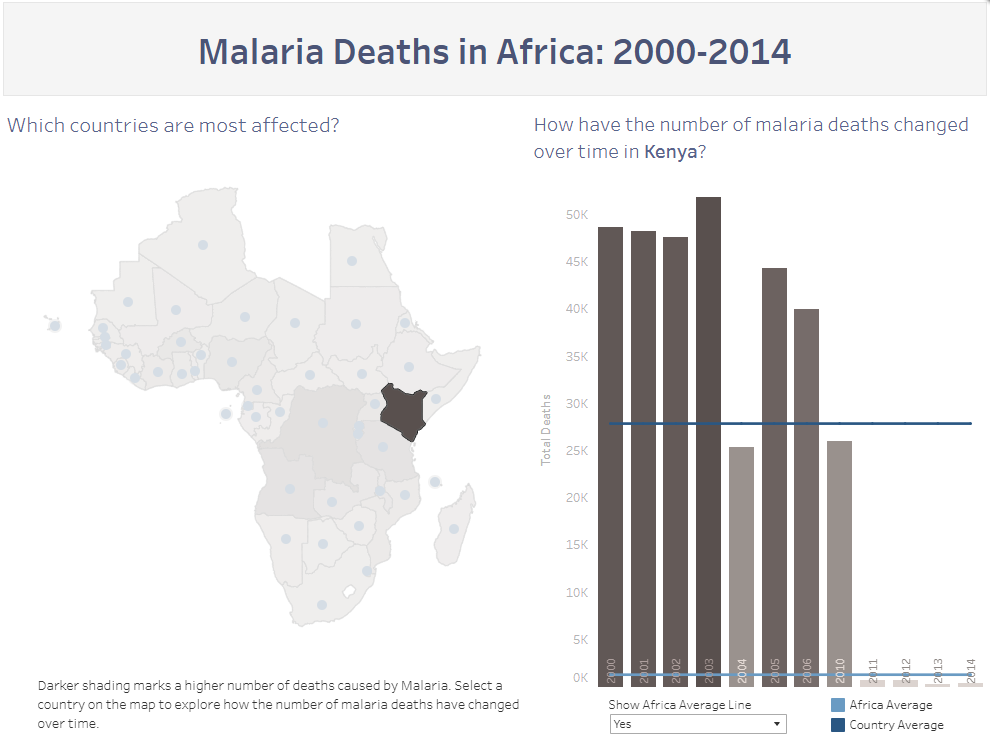 Malaria Deaths in Africa: 2000-2014
Which countries are most affected?
How have the number of malaria deaths changed
over time in Kenya?
50K
45K
40K
35K
30K
25K
20K
15K
10K
5K
0K
Total Deaths
2000
2001
2002
2003
2004
2005
2006
2010
2011
2012
2013
2014
Darker shading marks a higher number of deaths caused by Malaria. Select a
country on the map to explore how the number of malaria deaths have changed
over time.
Show Africa Average Line
Yes
Africa Average
Country Average